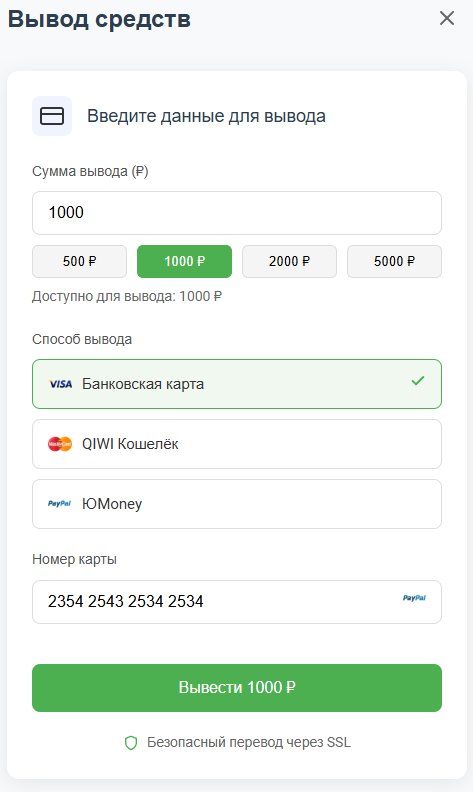 Вывод средств
Введите данные для вывода
Сумма вывода (₽)
1000
500 ₽ 1000 ₽ 2000 ₽ 5000 ₽
Доступно для вывода: 1000 ₽
Способ вывода
VISA Банковская карта
MasterCard QIWI Кошелёк
PayPal ЮMoney
Номер карты
2354 2543 2534 2534 PayPal
Вывести 1000 ₽
Безопасный перевод через SSL